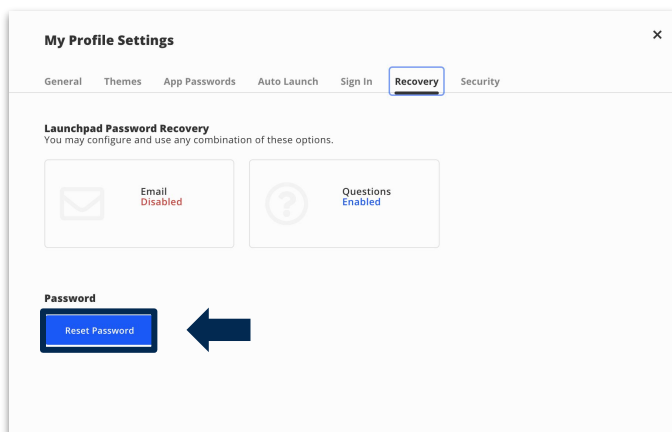 My Profile Settings
×
General Themes App Passwords Auto Launch Sign In Recovery Security
Launchpad Password Recovery
You may configure and use any combination of these options.
Email
Disabled
Questions
Enabled
Password
Reset Password